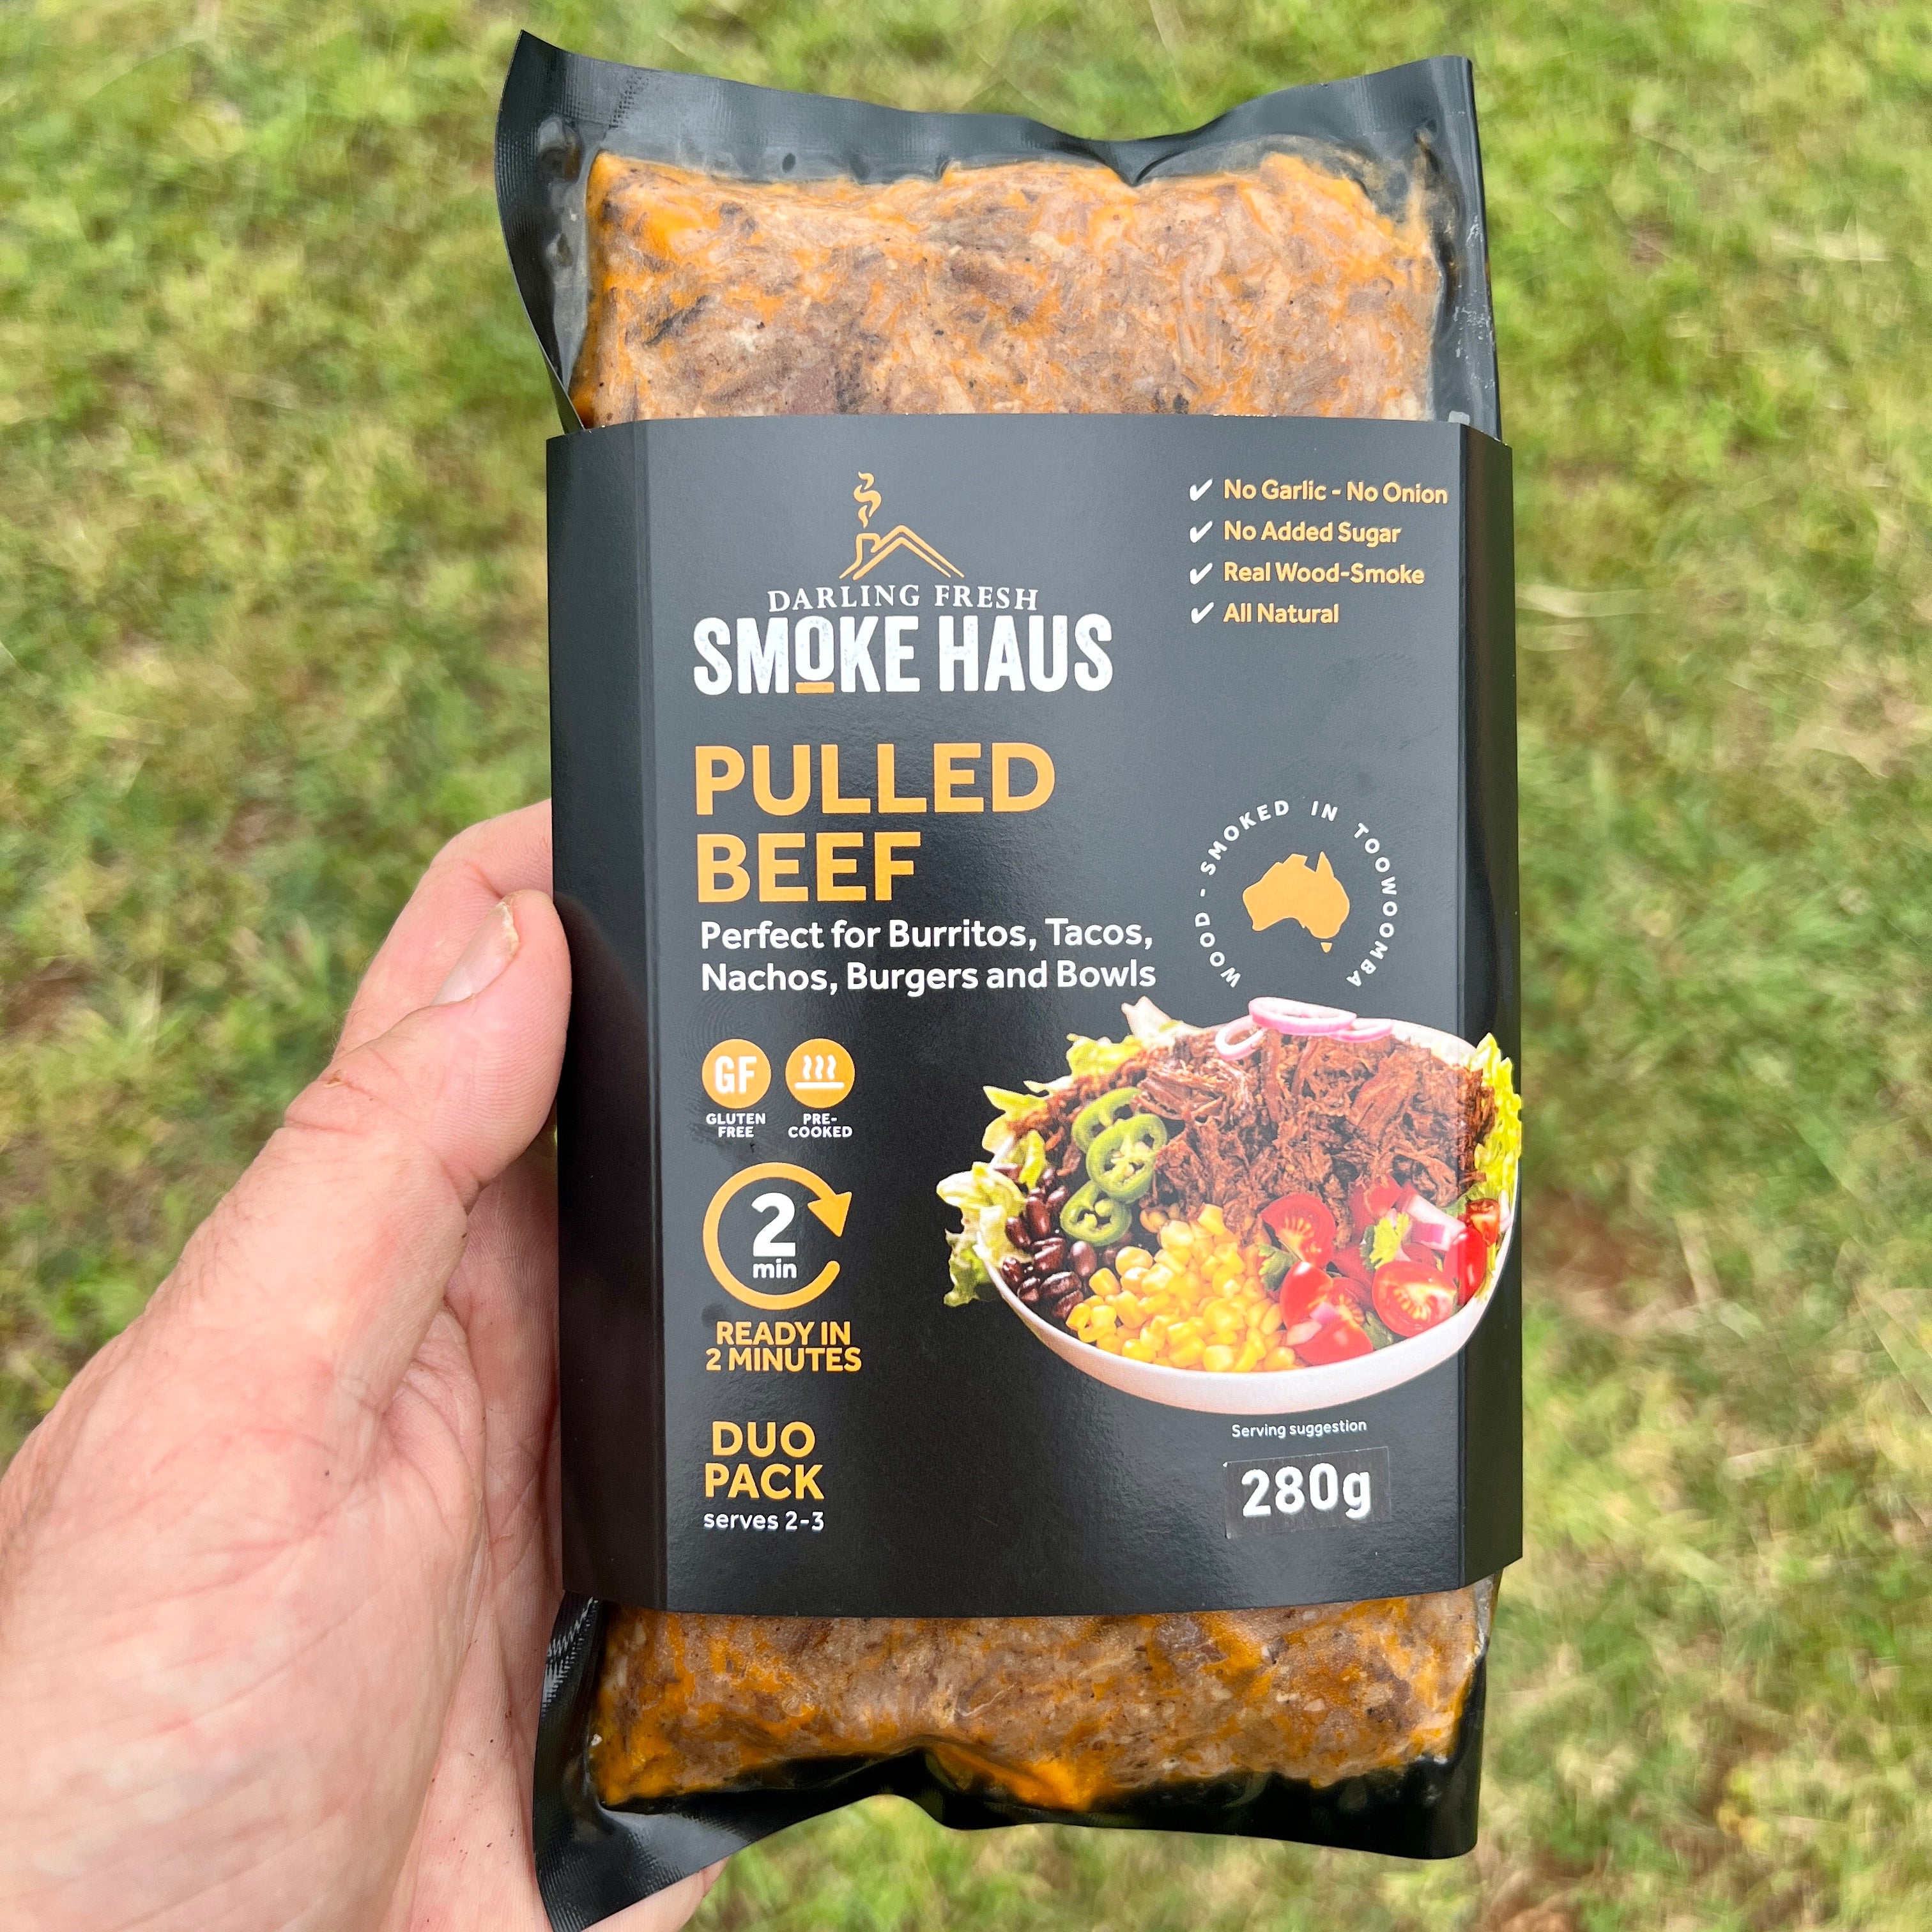 ✔ No Garlic - No Onion
✔ No Added Sugar
✔ Real Wood-Smoke
✔ All Natural
DARLING FRESH
SMOKE HAUS
PULLED
BEEF
Perfect for Burritos, Tacos,
Nachos, Burgers and Bowls
WOOD - SMOKED IN TOOWOOMBA
GF
GLUTEN
FREE
PRE-
COOKED
2
min
READY IN
2 MINUTES
DUO
PACK
serves 2-3
Serving suggestion
280g